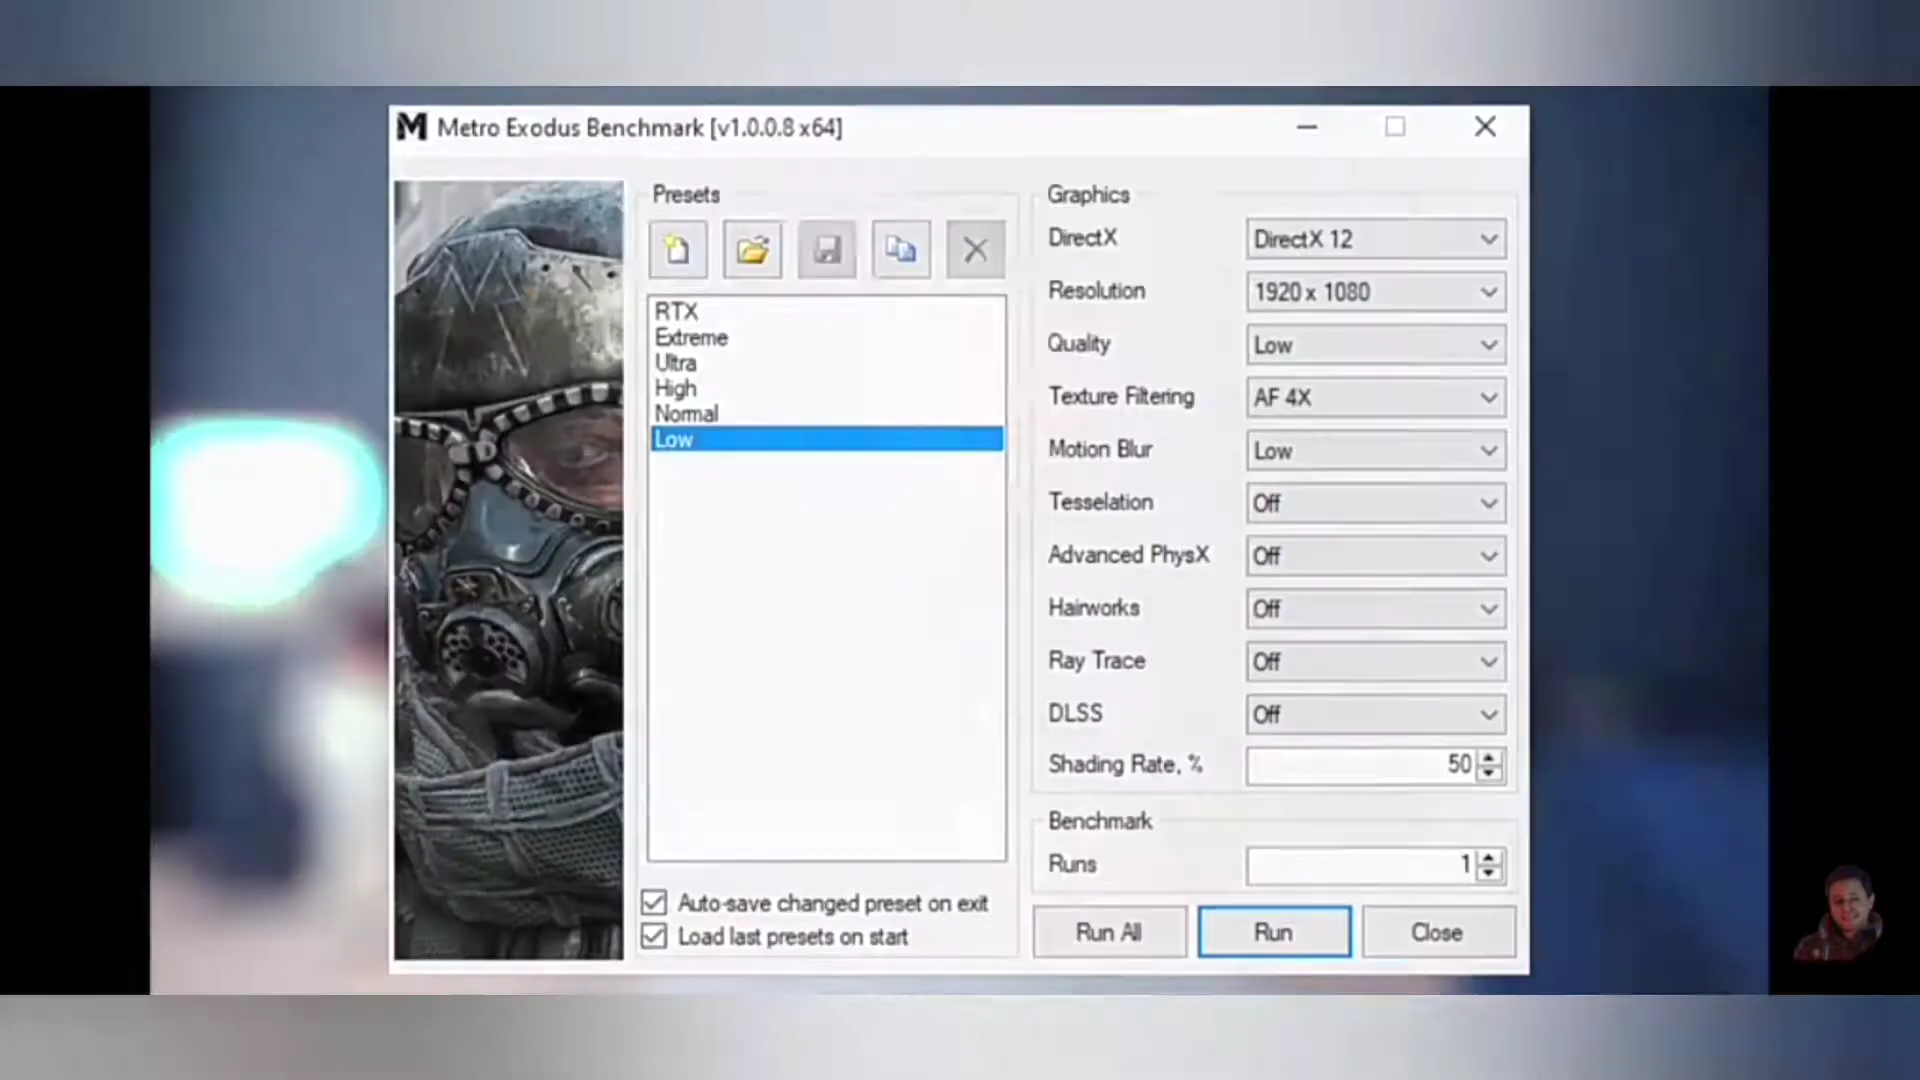 Metro Exodus Benchmark [v1.0.0.8 x64]
Presets
RTX
Extreme
Ultra
High
Normal
Low
Auto-save changed preset on exit
Load last presets on start
Graphics
DirectX DirectX 12
Resolution 1920 x 1080
Quality Low
Texture Filtering AF 4X
Motion Blur Low
Tesselation Off
Advanced PhysX Off
Hairworks Off
Ray Trace Off
DLSS Off
Shading Rate, % 50
Benchmark
Runs 1
Run All Run Close